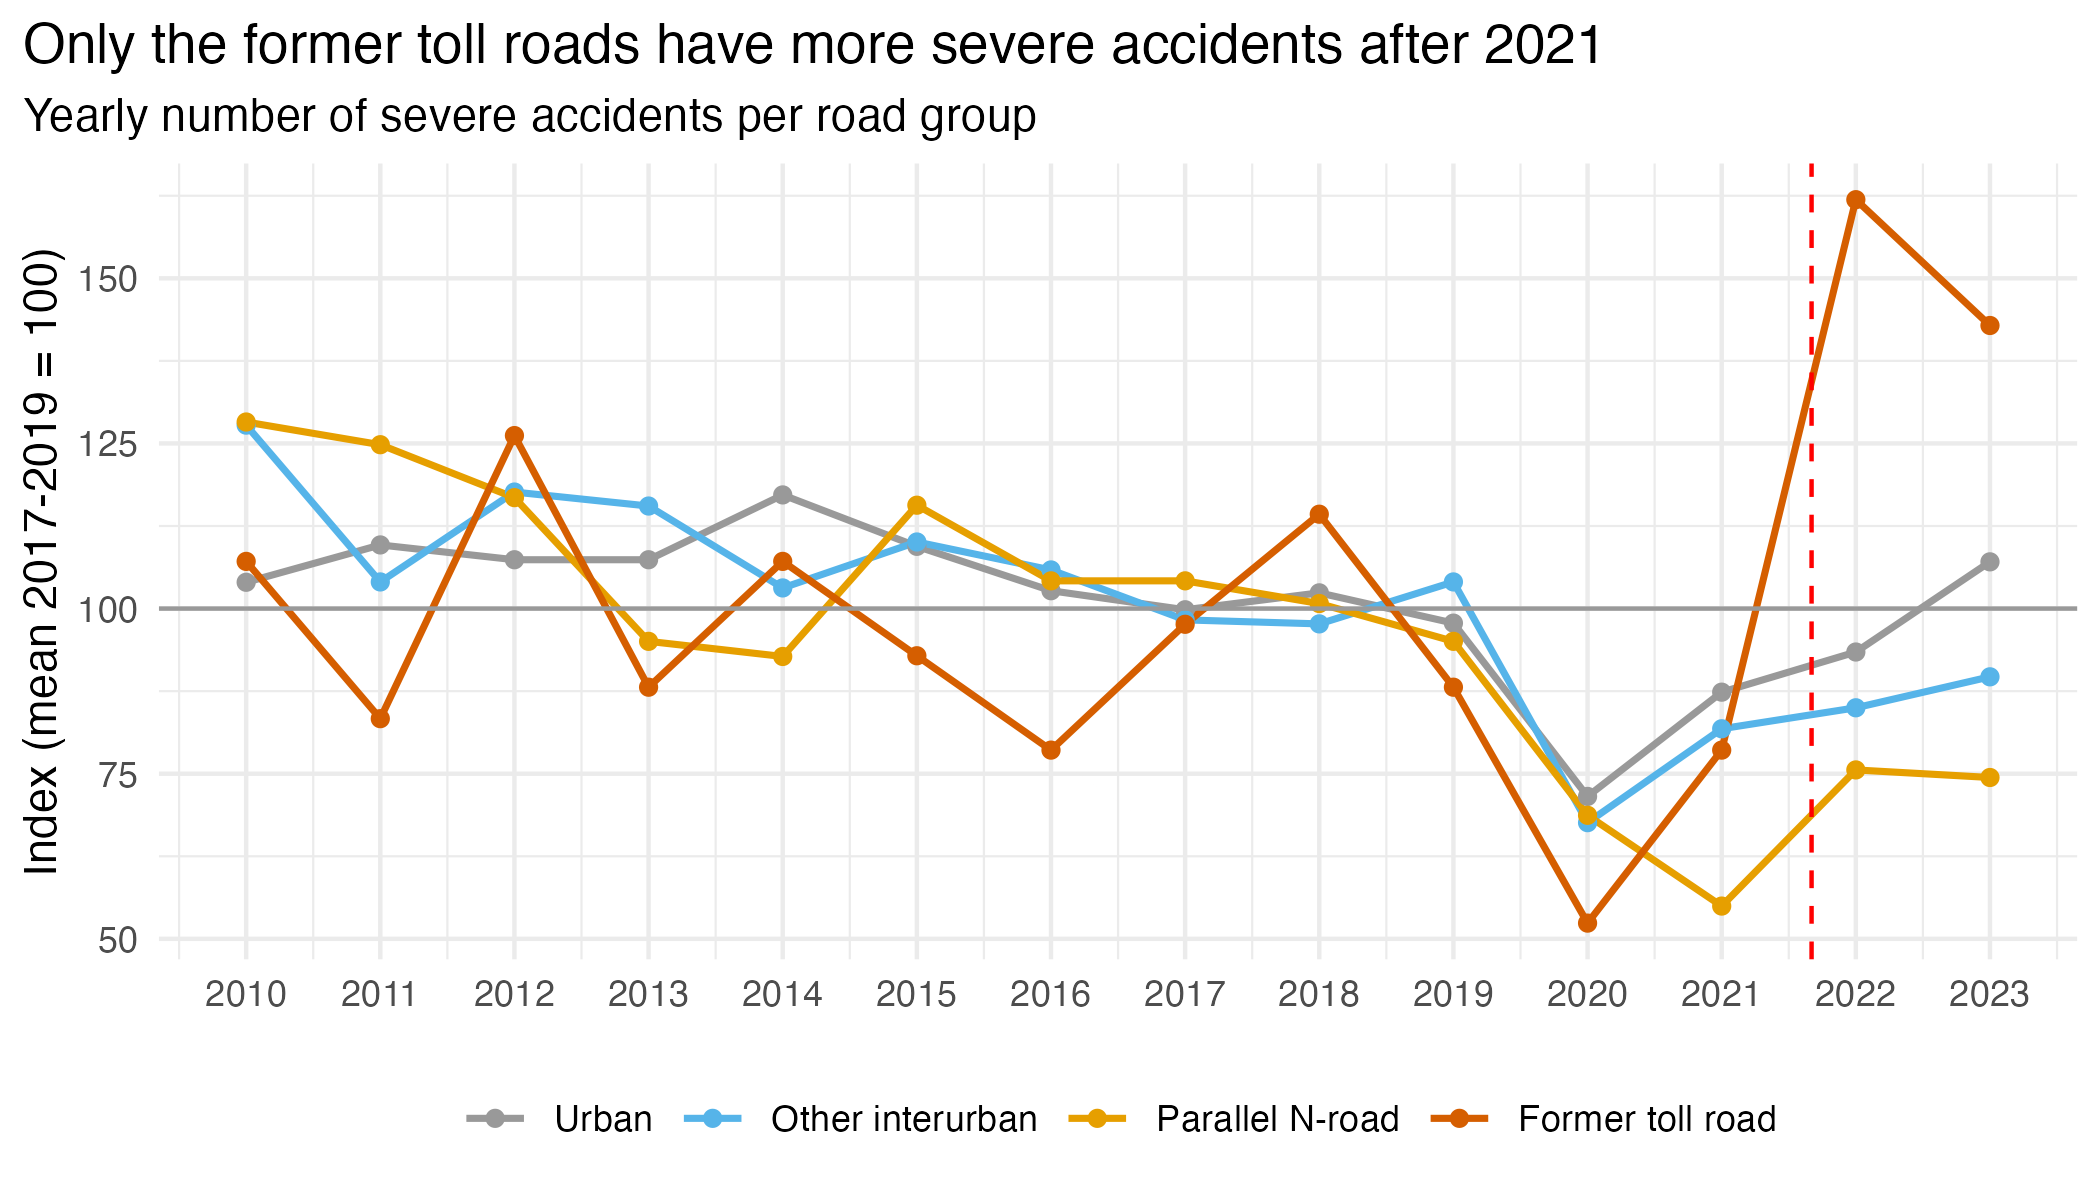 Only the former toll roads have more severe accidents after 2021
Yearly number of severe accidents per road group
Index (mean 2017-2019 = 100)
150
125
100
75
50
2010 2011 2012 2013 2014 2015 2016 2017 2018 2019 2020 2021 2022 2023
Urban Other interurban Parallel N-road Former toll road